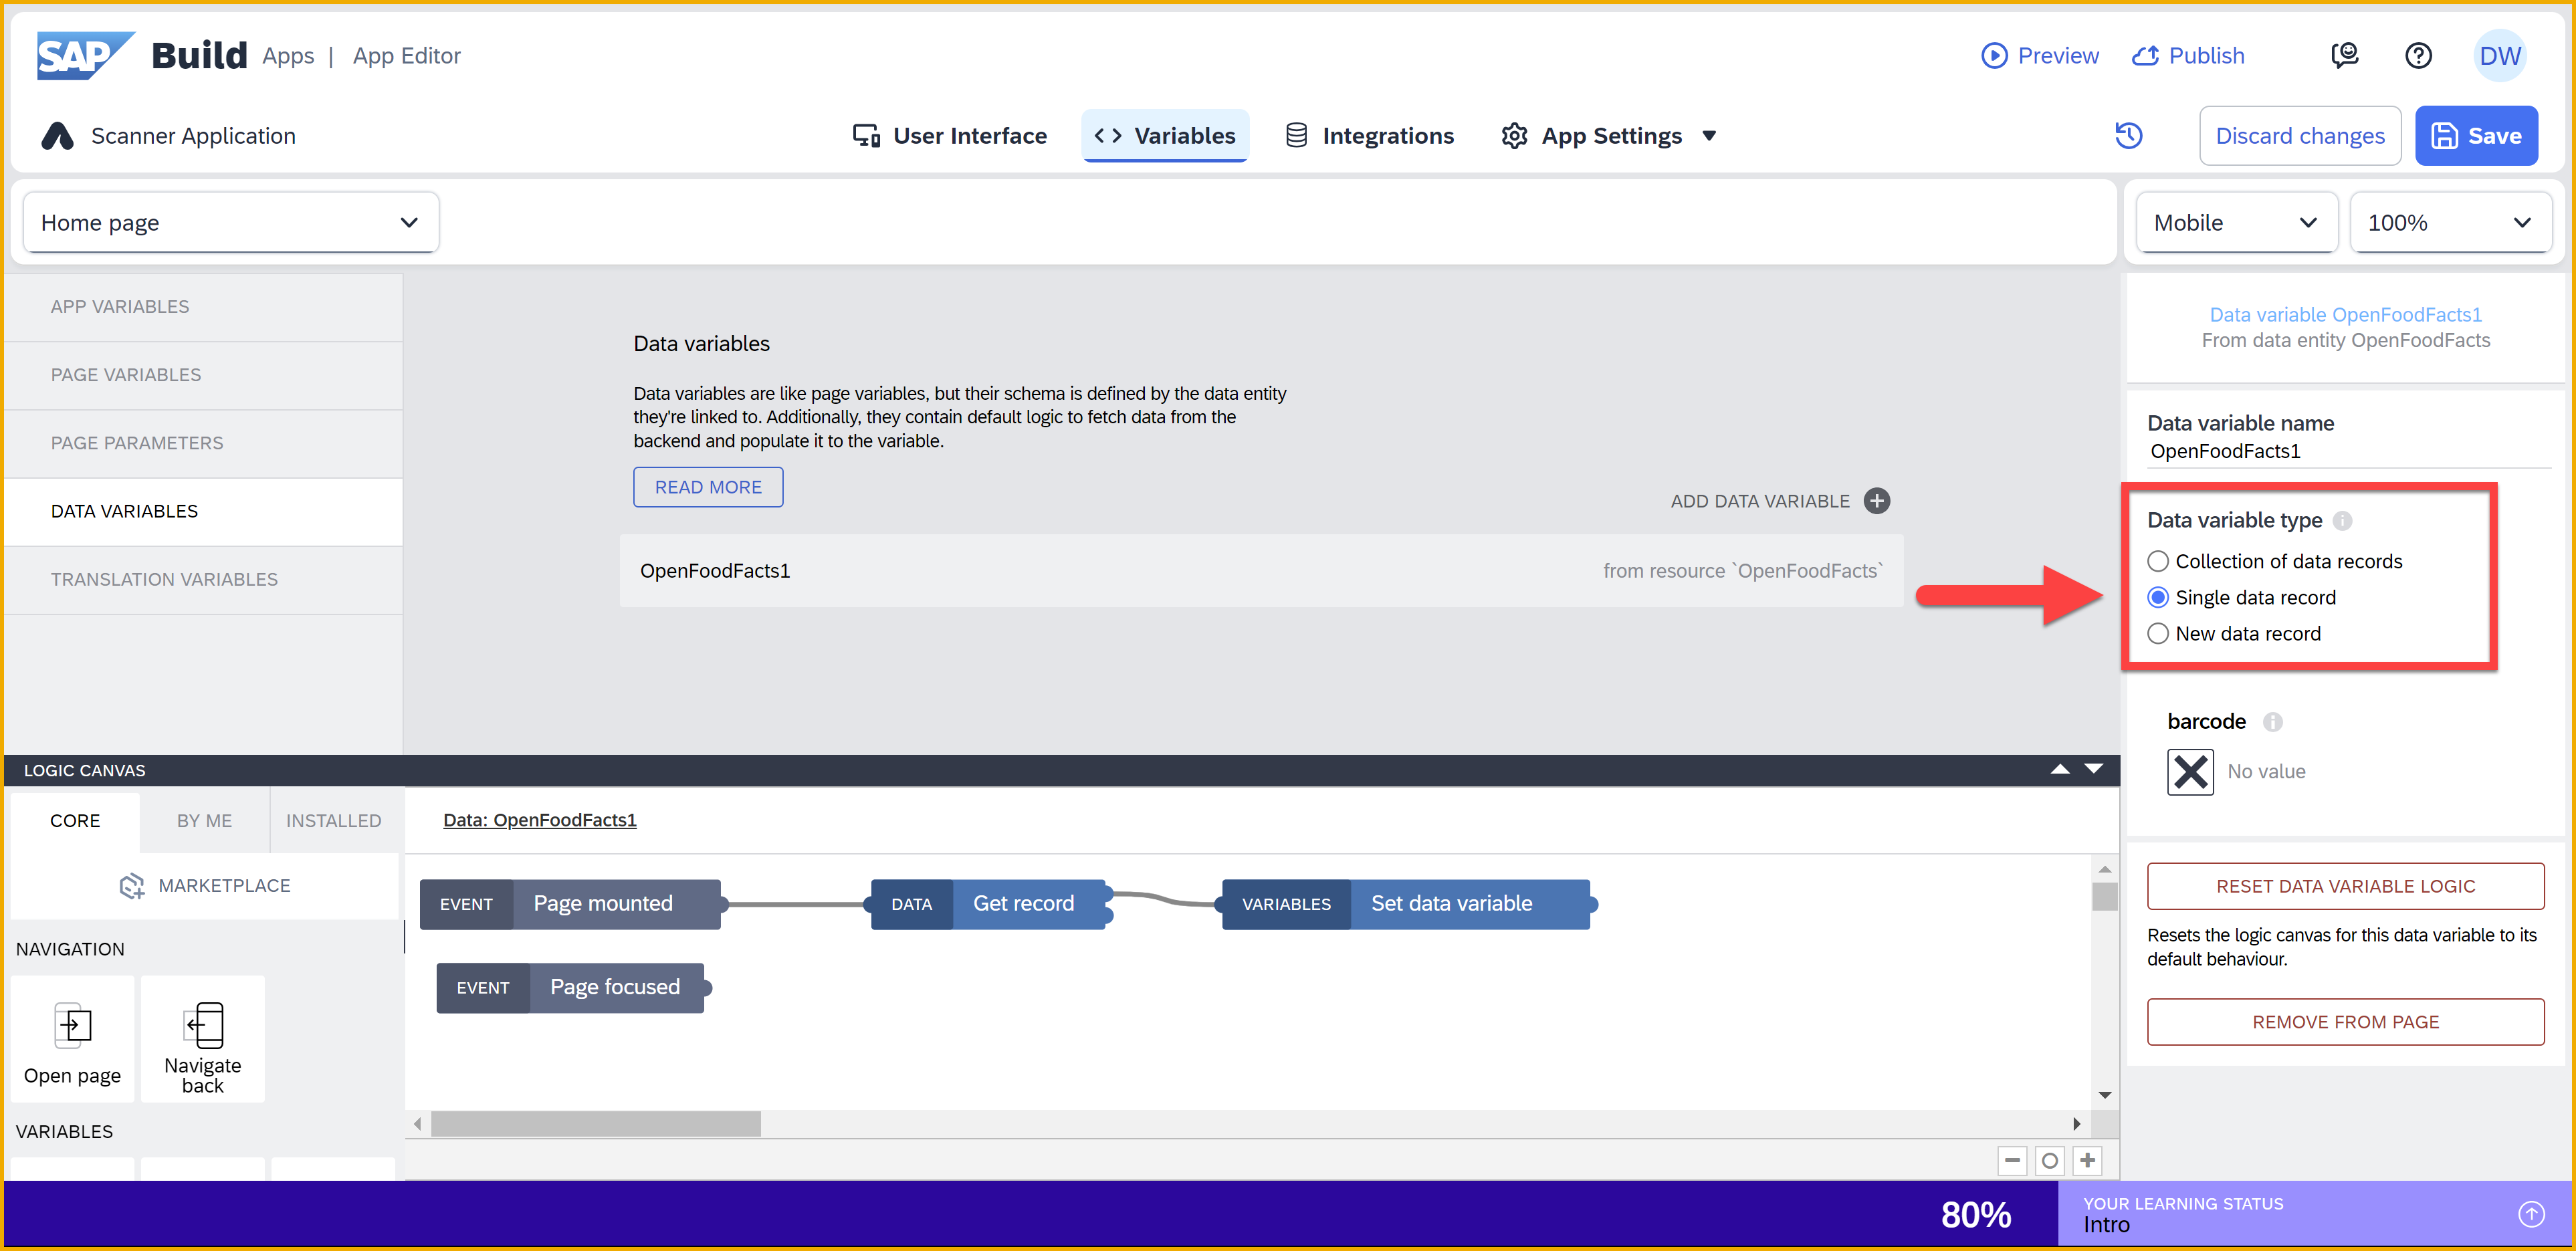 SAP Build Apps | App Editor
Preview Publish DW
Scanner Application
User Interface
Variables
Integrations
App Settings
Discard changes
Save
Home page
Mobile
100%
APP VARIABLES
PAGE VARIABLES
PAGE PARAMETERS
DATA VARIABLES
TRANSLATION VARIABLES
Data variables
Data variables are like page variables, but their schema is defined by the data entity
they're linked to. Additionally, they contain default logic to fetch data from the
backend and populate it to the variable.
READ MORE
ADD DATA VARIABLE
OpenFoodFacts1
from resource `OpenFoodFacts`
Data variable OpenFoodFacts1
From data entity OpenFoodFacts
Data variable name
OpenFoodFacts1
Data variable type
Collection of data records
Single data record
New data record
barcode
No value
RESET DATA VARIABLE LOGIC
Resets the logic canvas for this data variable to its
default behaviour.
REMOVE FROM PAGE
LOGIC CANVAS
CORE
BY ME
INSTALLED
MARKETPLACE
NAVIGATION
Open page
Navigate
back
VARIABLES
Data: OpenFoodFacts1
EVENT Page mounted
DATA Get record
VARIABLES Set data variable
EVENT Page focused
80%
YOUR LEARNING STATUS
Intro